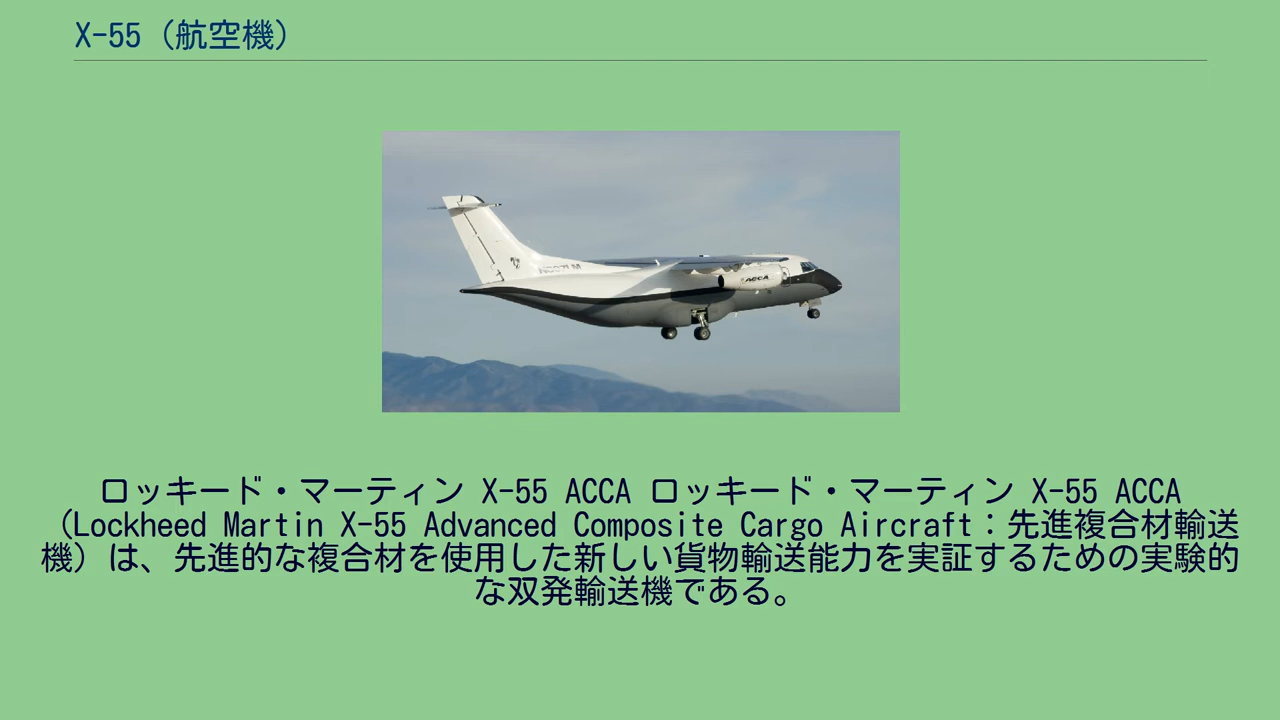 X-55（航空機）
ACCA
ロッキード・マーティン X-55 ACCA ロッキード・マーティン X-55 ACCA
（Lockheed Martin X-55 Advanced Composite Cargo Aircraft：先進複合材輸送
機）は、先進的な複合材を使用した新しい貨物輸送能力を実証するための実験的
な双発輸送機である。